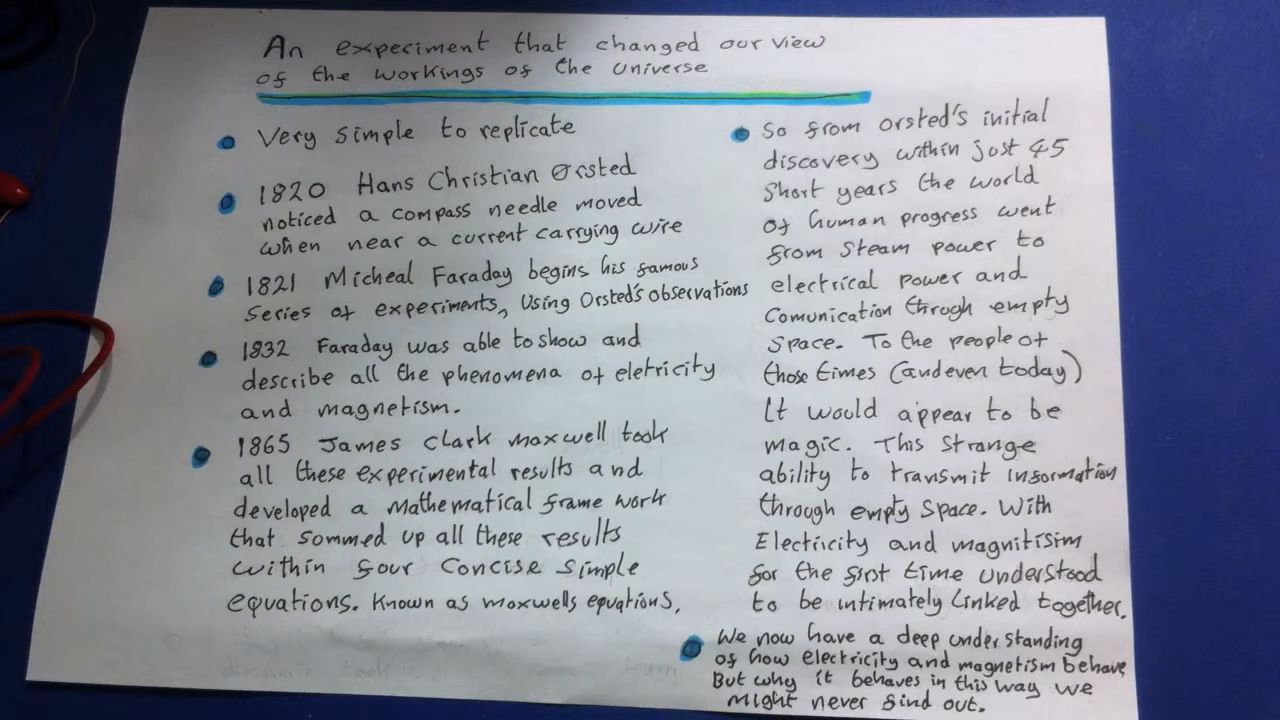 An experiment that changed our view
of the workings of the universe
Very simple to replicate
1820 Hans Christian Ørsted
noticed a compass needle moved
when near a current carrying wire
1821 Micheal Faraday begins his famous
series of experiments, Using Orsted's observations
1832 Faraday was able to show and
describe all the phenomena of eletricity
and magnetism.
1865 James Clark maxwell took
all these experimental results and
developed a mathematical frame work
that sommed up all these results
within four concise simple
equations. Known as maxwells equations.
So from orsted's initial
discovery within just 45
short years the world
of human progress went
from steam power to
electrical power and
Comunication through empty
space. To the people of
those times (and even today)
It would appear to be
magic. This strange
ability to transmit information
through empty space. With
Electricity and magnitisim
for the first time understood
to be intimately linked together.
We now have a deep under standing
of how electricity and magnetism behave
But why it behaves in this way we
might never find out.